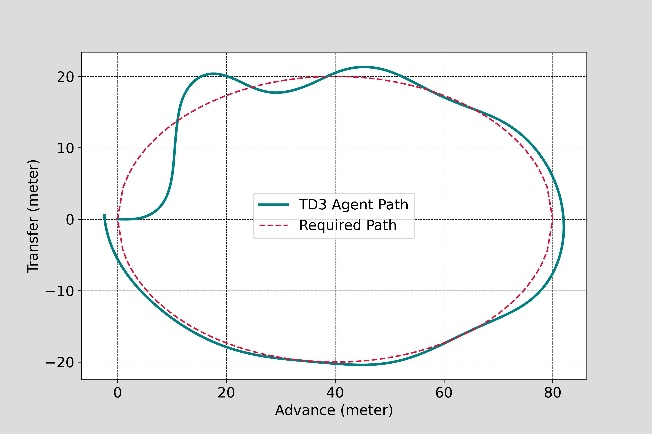 20
10
0
−10
−20
Transfer (meter)
TD3 Agent Path
Required Path
0 20 40 60 80
Advance (meter)